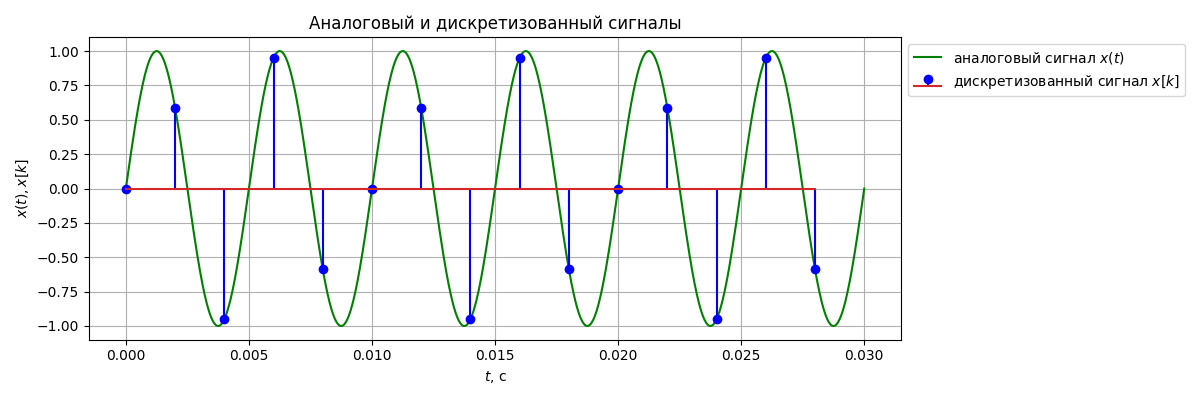 Аналоговый и дискретизованный сигналы
1.00
0.75
0.50
0.25
0.00
−0.25
−0.50
−0.75
−1.00
x(t), x[k]
0.000 0.005 0.010 0.015 0.020 0.025 0.030
t, с
аналоговый сигнал x(t)
дискретизованный сигнал x[k]